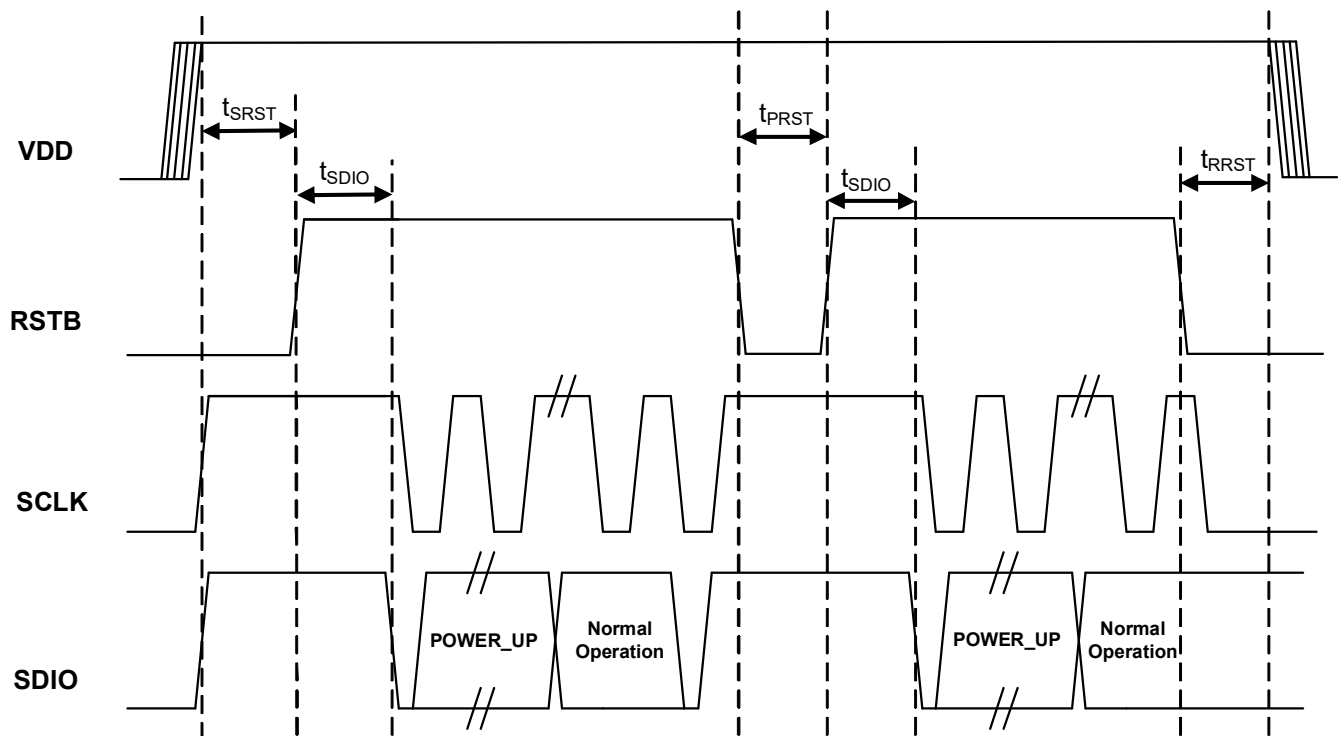 tSRST
tPRST
VDD
tSDIO
tSDIO
tRRST
RSTB
SCLK
POWER_UP
Normal
Operation
POWER_UP
Normal
Operation
SDIO